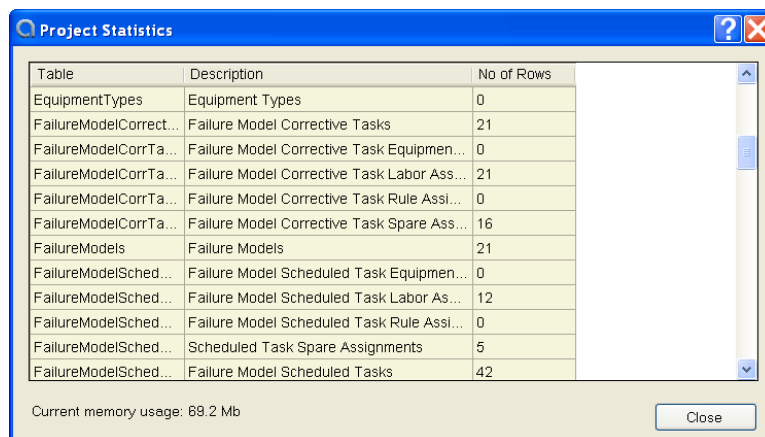 Project Statistics
?
Table Description No of Rows
EquipmentTypes Equipment Types 0
FailureModelCorrect... Failure Model Corrective Tasks 21
FailureModelCorrTa... Failure Model Corrective Task Equipmen... 0
FailureModelCorrTa... Failure Model Corrective Task Labor Ass... 21
FailureModelCorrTa... Failure Model Corrective Task Rule Assi... 0
FailureModelCorrTa... Failure Model Corrective Task Spare Ass... 16
FailureModels Failure Models 21
FailureModelSched... Failure Model Scheduled Task Equipmen... 0
FailureModelSched... Failure Model Scheduled Task Labor As... 12
FailureModelSched... Failure Model Scheduled Task Rule Assi... 0
FailureModelSched... Scheduled Task Spare Assignments 5
FailureModelSched... Failure Model Scheduled Tasks 42
Current memory usage: 69.2 Mb
Close